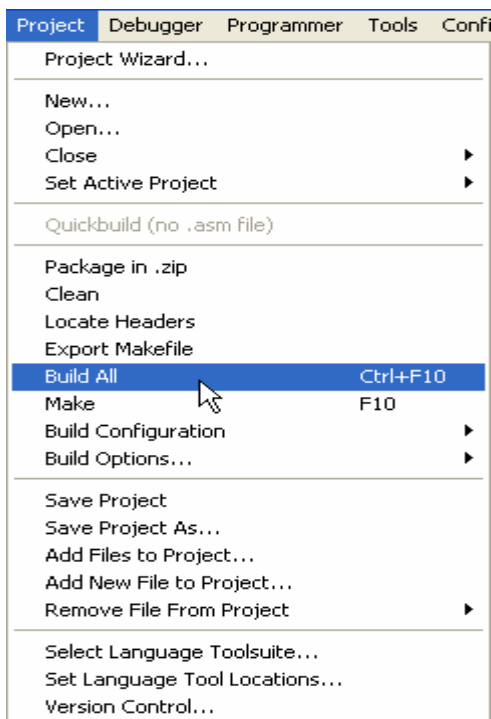 Project Debugger Programmer Tools Confi
Project Wizard...
New...
Open...
Close
Set Active Project
Quickbuild (no .asm file)
Package in .zip
Clean
Locate Headers
Export Makefile
Build All Ctrl+F10
Make F10
Build Configuration
Build Options...
Save Project
Save Project As...
Add Files to Project...
Add New File to Project...
Remove File From Project
Select Language Toolsuite...
Set Language Tool Locations...
Version Control...